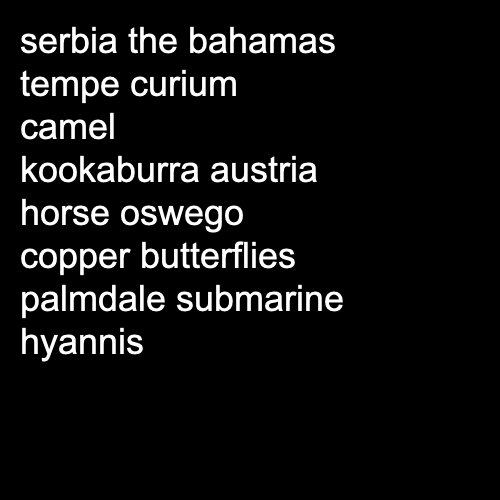 serbia the bahamas
tempe curium
camel
kookaburra austria
horse oswego
copper butterflies
palmdale submarine
hyannis